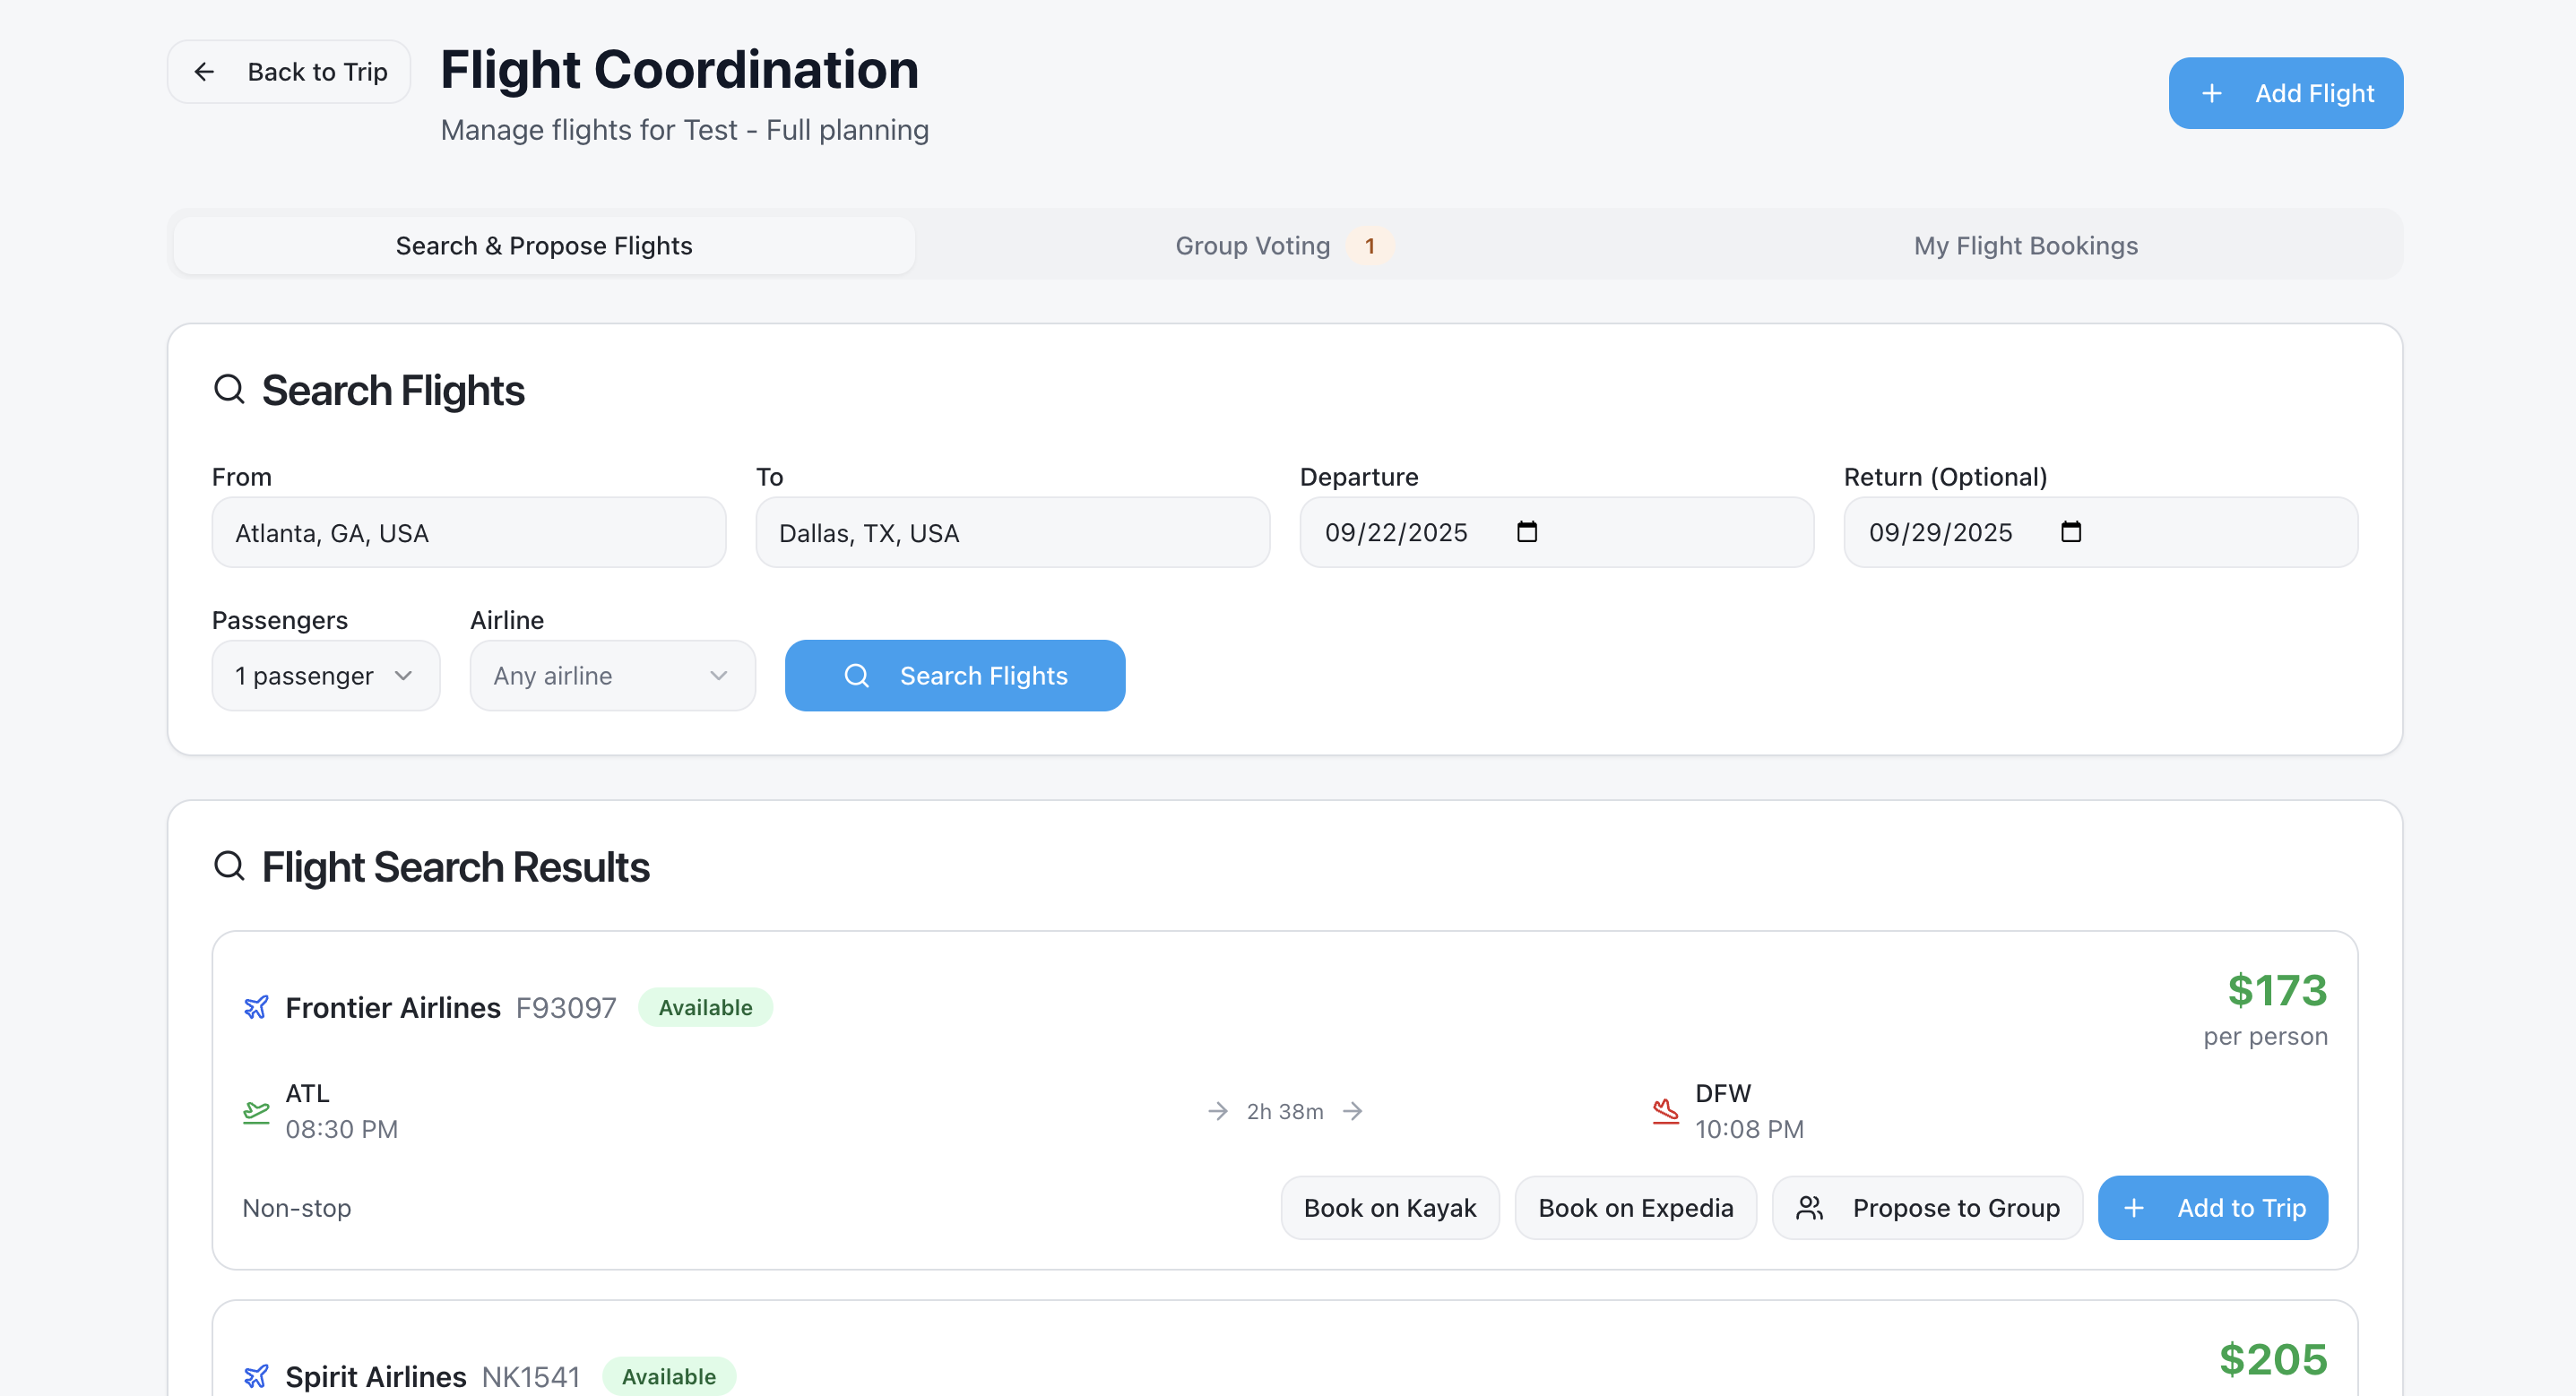 Back to Trip
Flight Coordination
Manage flights for Test - Full planning
Add Flight
Search & Propose Flights
Group Voting 1
My Flight Bookings
Search Flights
From
To
Departure
Return (Optional)
Atlanta, GA, USA
Dallas, TX, USA
09/22/2025
09/29/2025
Passengers
Airline
1 passenger
Any airline
Search Flights
Flight Search Results
Frontier Airlines F93097 Available
$173
per person
ATL
08:30 PM
2h 38m
DFW
10:08 PM
Non-stop
Book on Kayak
Book on Expedia
Propose to Group
Add to Trip
Spirit Airlines NK1541 Available
$205